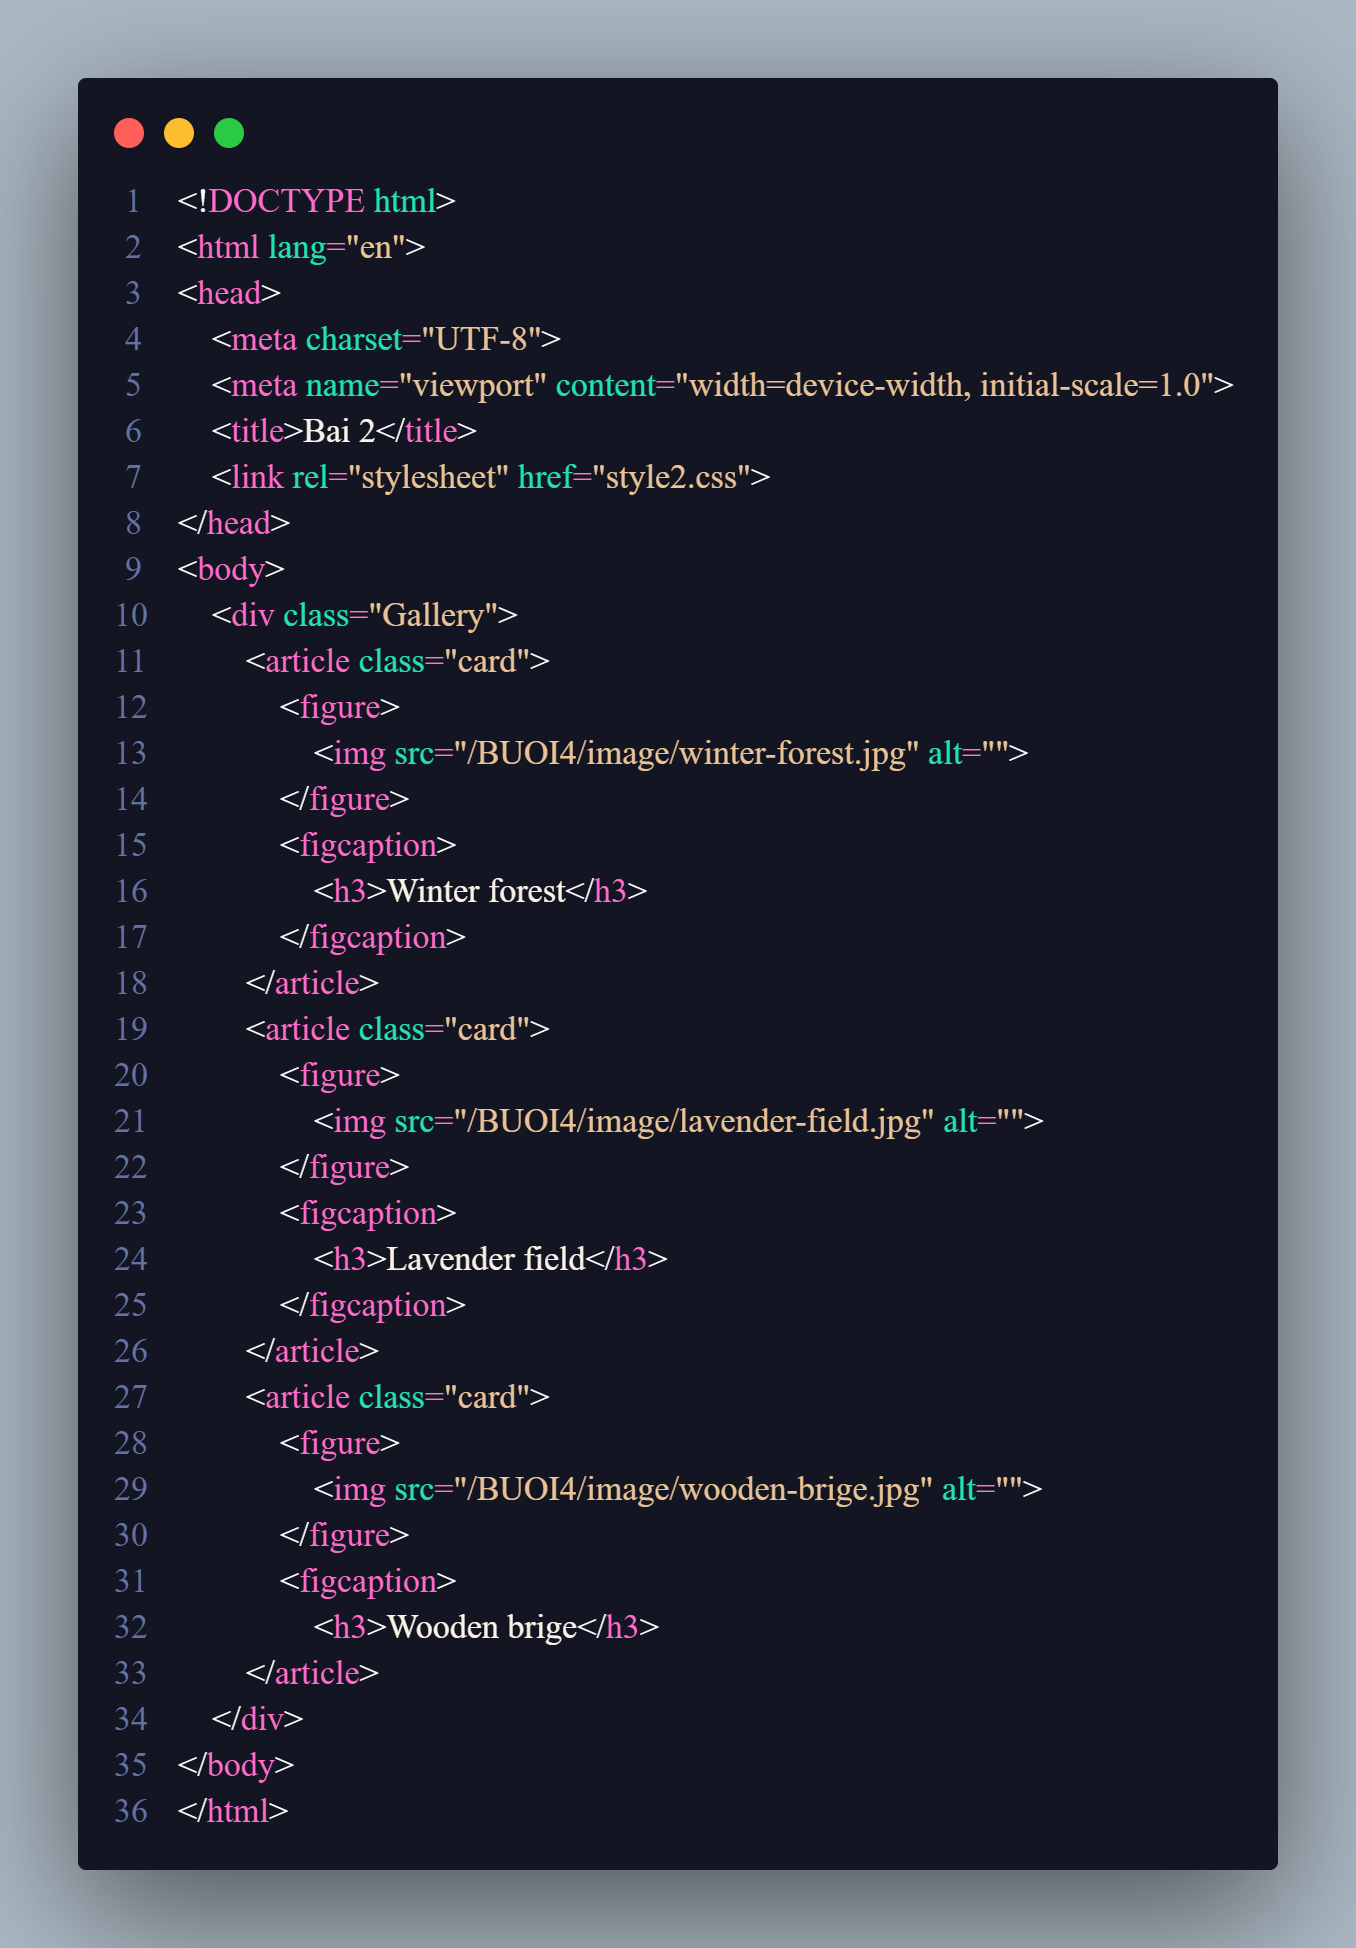 1 <!DOCTYPE html>
2 <html lang="en">
3 <head>
4     <meta charset="UTF-8">
5     <meta name="viewport" content="width=device-width, initial-scale=1.0">
6     <title>Bai 2</title>
7     <link rel="stylesheet" href="style2.css">
8 </head>
9 <body>
10     <div class="Gallery">
11         <article class="card">
12             <figure>
13                 <img src="/BUOI4/image/winter-forest.jpg" alt="">
14             </figure>
15             <figcaption>
16                 <h3>Winter forest</h3>
17             </figcaption>
18         </article>
19         <article class="card">
20             <figure>
21                 <img src="/BUOI4/image/lavender-field.jpg" alt="">
22             </figure>
23             <figcaption>
24                 <h3>Lavender field</h3>
25             </figcaption>
26         </article>
27         <article class="card">
28             <figure>
29                 <img src="/BUOI4/image/wooden-brige.jpg" alt="">
30             </figure>
31             <figcaption>
32                 <h3>Wooden brige</h3>
33         </article>
34     </div>
35 </body>
36 </html>